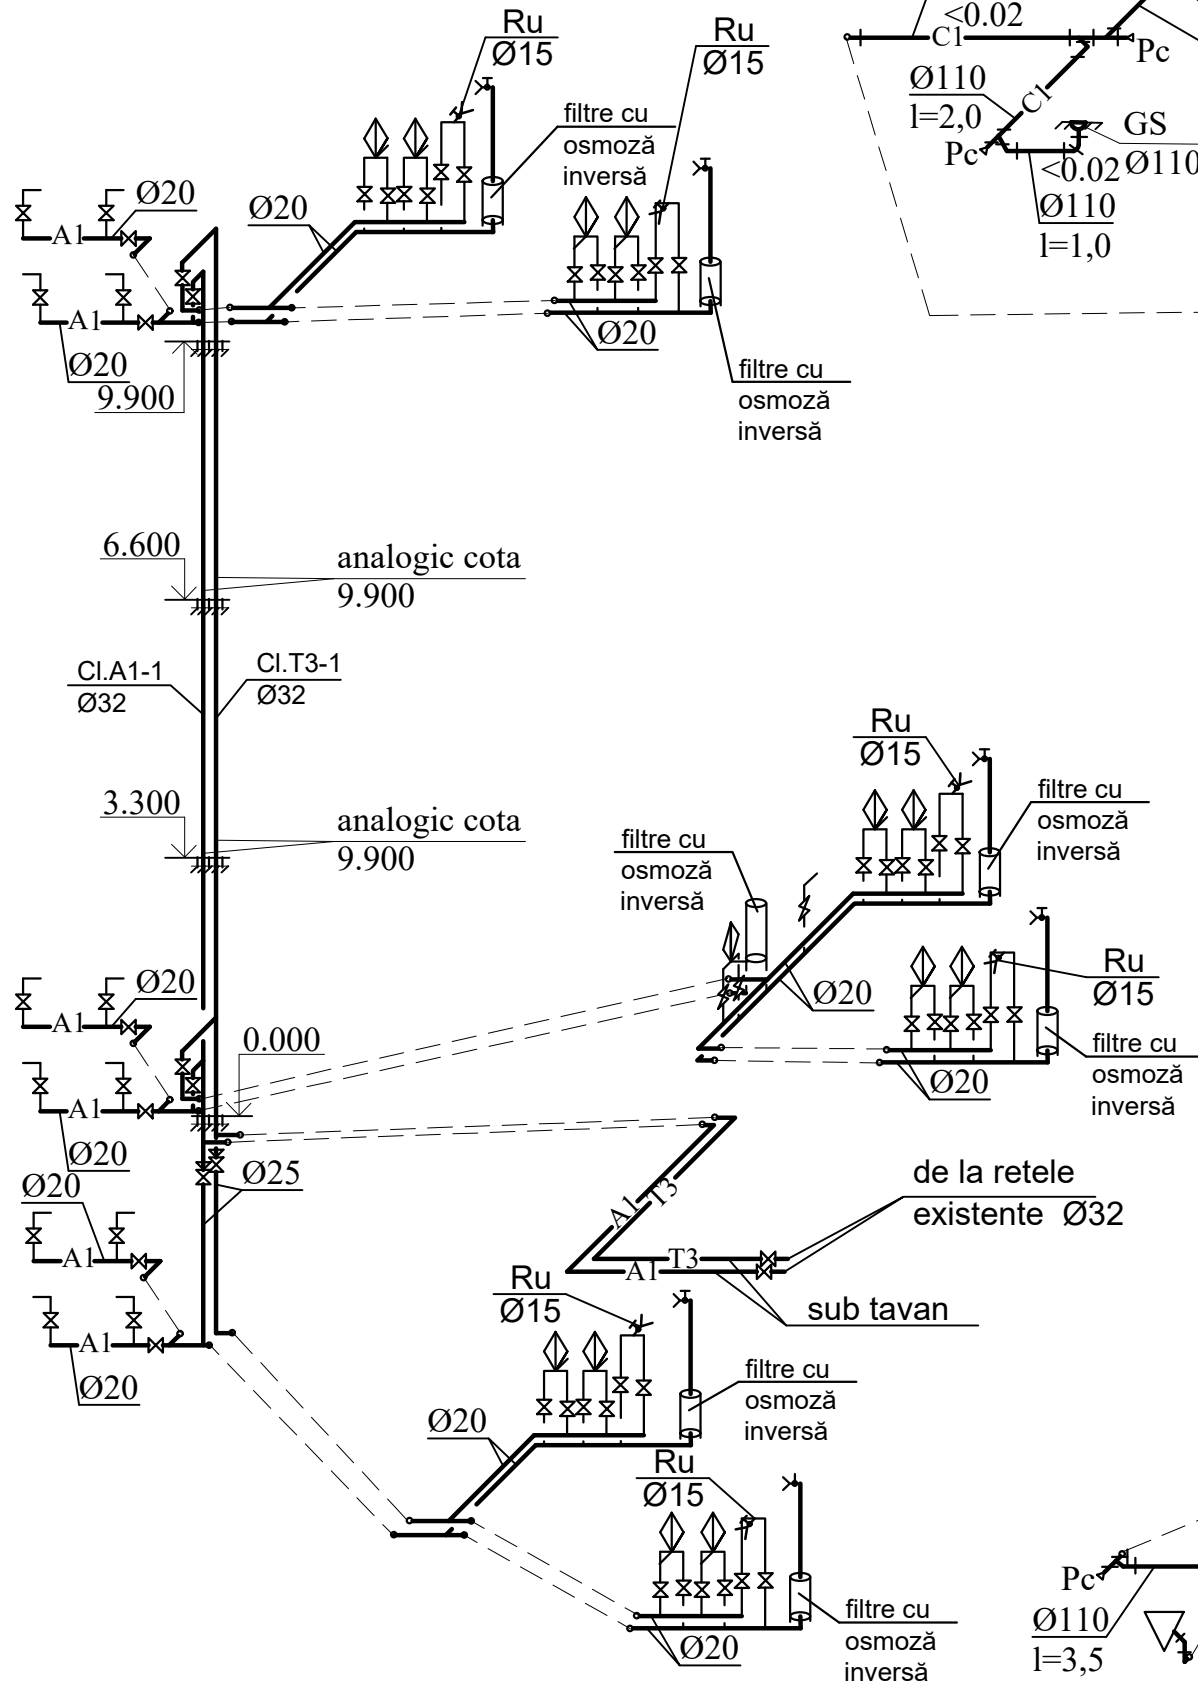 Ru
Ø15
Ru
Ø15
<0.02
C1
Pc
Ø110
l=2,0
C1
Pc
GS
Ø110
<0.02
Ø110
l=1,0
filtre cu
osmoză
inversă
Ø20
A1
Ø20
A1
Ø20
9.900
Ø20
filtre cu
osmoză
inversă
6.600
analogic cota
9.900
Cl.A1-1
Ø32
Cl.T3-1
Ø32
3.300
analogic cota
9.900
Ru
Ø15
filtre cu
osmoză
inversă
filtre cu
osmoză
inversă
Ø20
A1
Ø20
Ru
Ø15
0.000
A1
Ø20
Ø20
filtre cu
osmoză
inversă
Ø25
Ø20
A1
A1
Ø20
A1
T3
T3
A1
de la retele
existente Ø32
sub tavan
Ru
Ø15
filtre cu
osmoză
inversă
Ø20
Ru
Ø15
Ø20
filtre cu
osmoză
inversă
Pc
Ø110
l=3,5